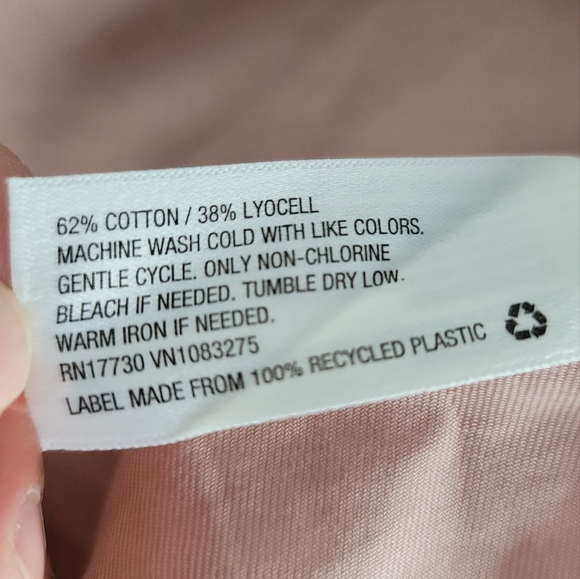 62% COTTON / 38% LYOCELL
MACHINE WASH COLD WITH LIKE COLORS.
GENTLE CYCLE. ONLY NON-CHLORINE
BLEACH IF NEEDED. TUMBLE DRY LOW.
WARM IRON IF NEEDED.
RN17730 VN1083275
LABEL MADE FROM 100% RECYCLED PLASTIC